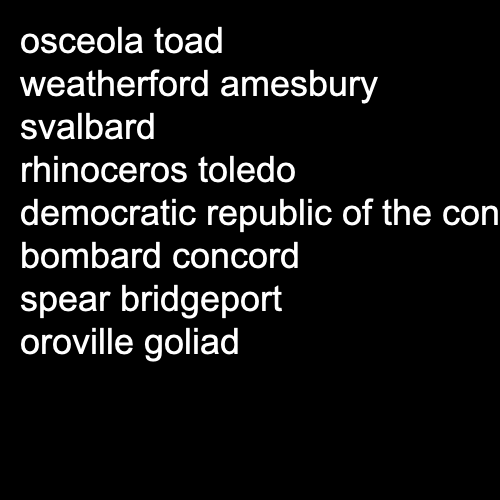 osceola toad
weatherford amesbury
svalbard
rhinoceros toledo
democratic republic of the con
bombard concord
spear bridgeport
oroville goliad